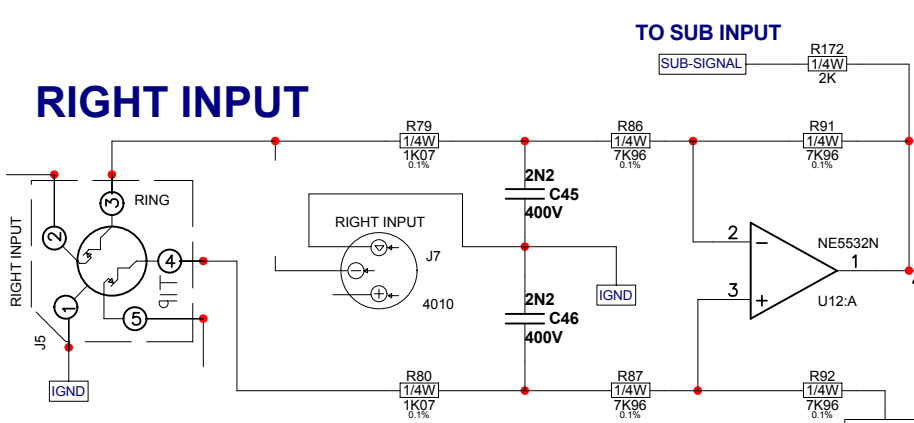 TO SUB INPUT
SUB-SIGNAL
R172
1/4W
2K
RIGHT INPUT
R79
1/4W
1K07
0.1%
R86
1/4W
7K96
0.1%
R91
1/4W
7K96
0.1%
2N2
C45
400V
3
RING
2
RIGHT INPUT
4
TIP
1
5
J5
IGND
RIGHT INPUT
J7
4010
IGND
2
3
1
NE5532N
U12:A
2N2
C46
400V
R80
1/4W
1K07
0.1%
R87
1/4W
7K96
0.1%
R92
1/4W
7K96
0.1%